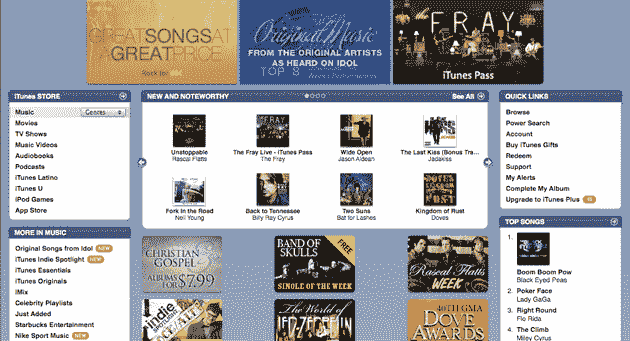 GREATSONGSAT
GREATPRICE
Original Music
FROM THE ORIGINAL ARTISTS
AS HEARD ON IDOL
TOP 8
FRAY
iTunes Pass
iTunes STORE
Music
Genres
Movies
TV Shows
Music Videos
Audiobooks
Podcasts
iTunes Latino
iTunes U
iPod Games
App Store
MORE IN MUSIC
Original Songs from Idol NEW
iTunes Indie Spotlight NEW
iTunes Essentials
iTunes Originals
iMix
Celebrity Playlists
Just Added
Starbucks Entertainment
Nike Sport Music NEW
NEW AND NOTEWORTHY
See All
Unstoppable
Rascal Flatts
The Fray Live - iTunes Pass
The Fray
Wide Open
Jason Aldean
The Last Kiss (Bonus Tra...
Jadakiss
Fork in the Road
Neil Young
Back to Tennessee
Billy Ray Cyrus
Two Suns
Bat for Lashes
Kingdom of Rust
Doves
CHRISTIAN
GOSPEL
ALBUMS
FOR $7.99
BAND OF
SKULLS
FREE
SINGLE OF THE WEEK
Rascal Flatts
WEEK
indie
SPOTLIGHT
The World of
LED ZEPPELIN
40TH GMA
DOVE
AWARDS
QUICK LINKS
Browse
Power Search
Account
Buy iTunes Gifts
Redeem
Support
My Alerts
Complete My Album
Upgrade to iTunes Plus
TOP SONGS
1.
Boom Boom Pow
Black Eyed Peas
2. Poker Face
Lady GaGa
3. Right Round
Flo Rida
4. The Climb
Miley Cyrus